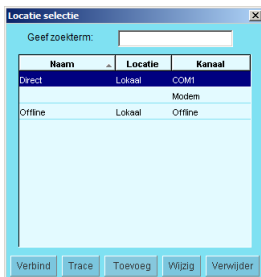 Locatie selectie
Geef zoekterm:
Naam Locatie Kanaal
Direct Lokaal COM1
Modem
Offline Lokaal Offline
Verbind Trace Toevoeg Wijzig Verwijder